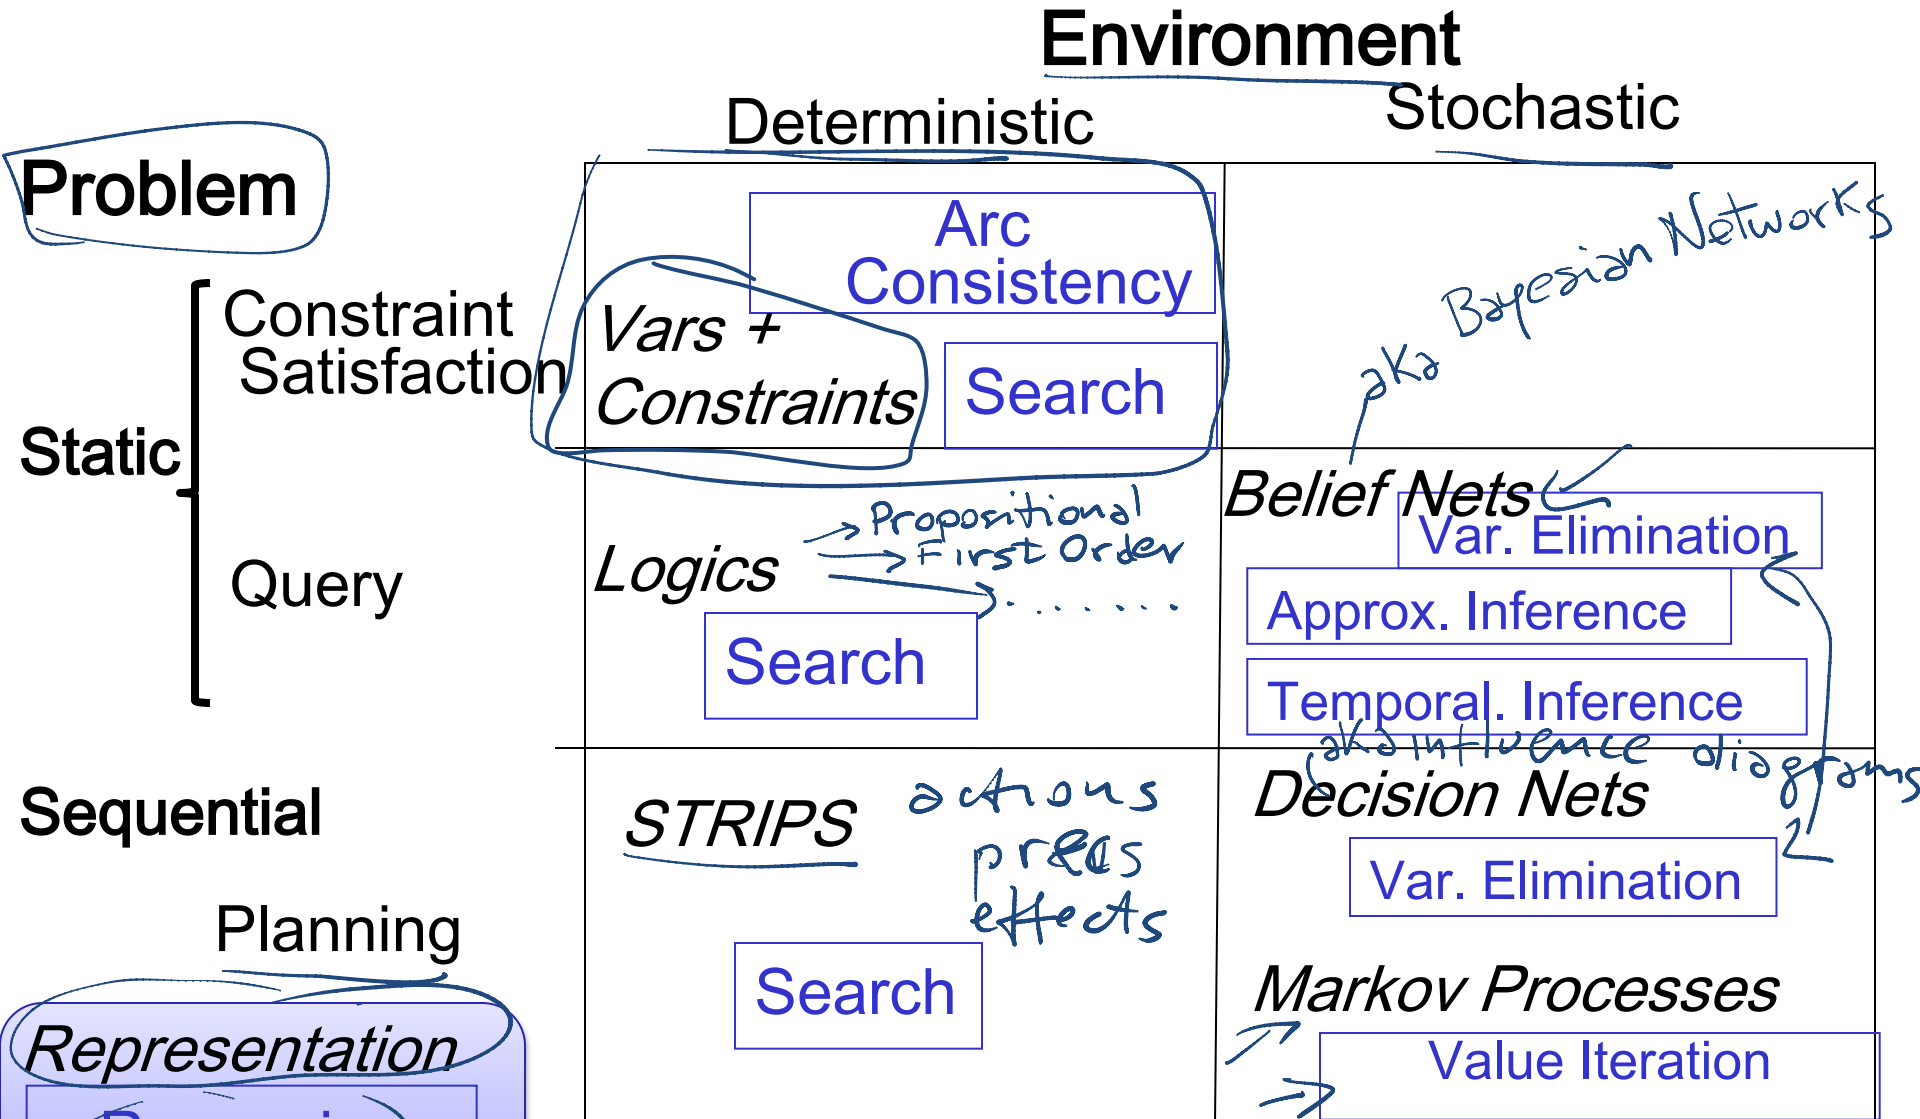 Environment
Deterministic
Stochastic
Problem
Arc
Consistency
aka Bayesian Networks
Constraint
Satisfaction
Vars +
Constraints
Search
Static
Belief Nets
Var. Elimination
Query
Logics
Propositional
First Order
.......
Approx. Inference
Search
Temporal. Inference
aka influence diagrams
Sequential
STRIPS
actions
precs
effects
Decision Nets
Var. Elimination
Planning
Search
Markov Processes
Representation
Value Iteration